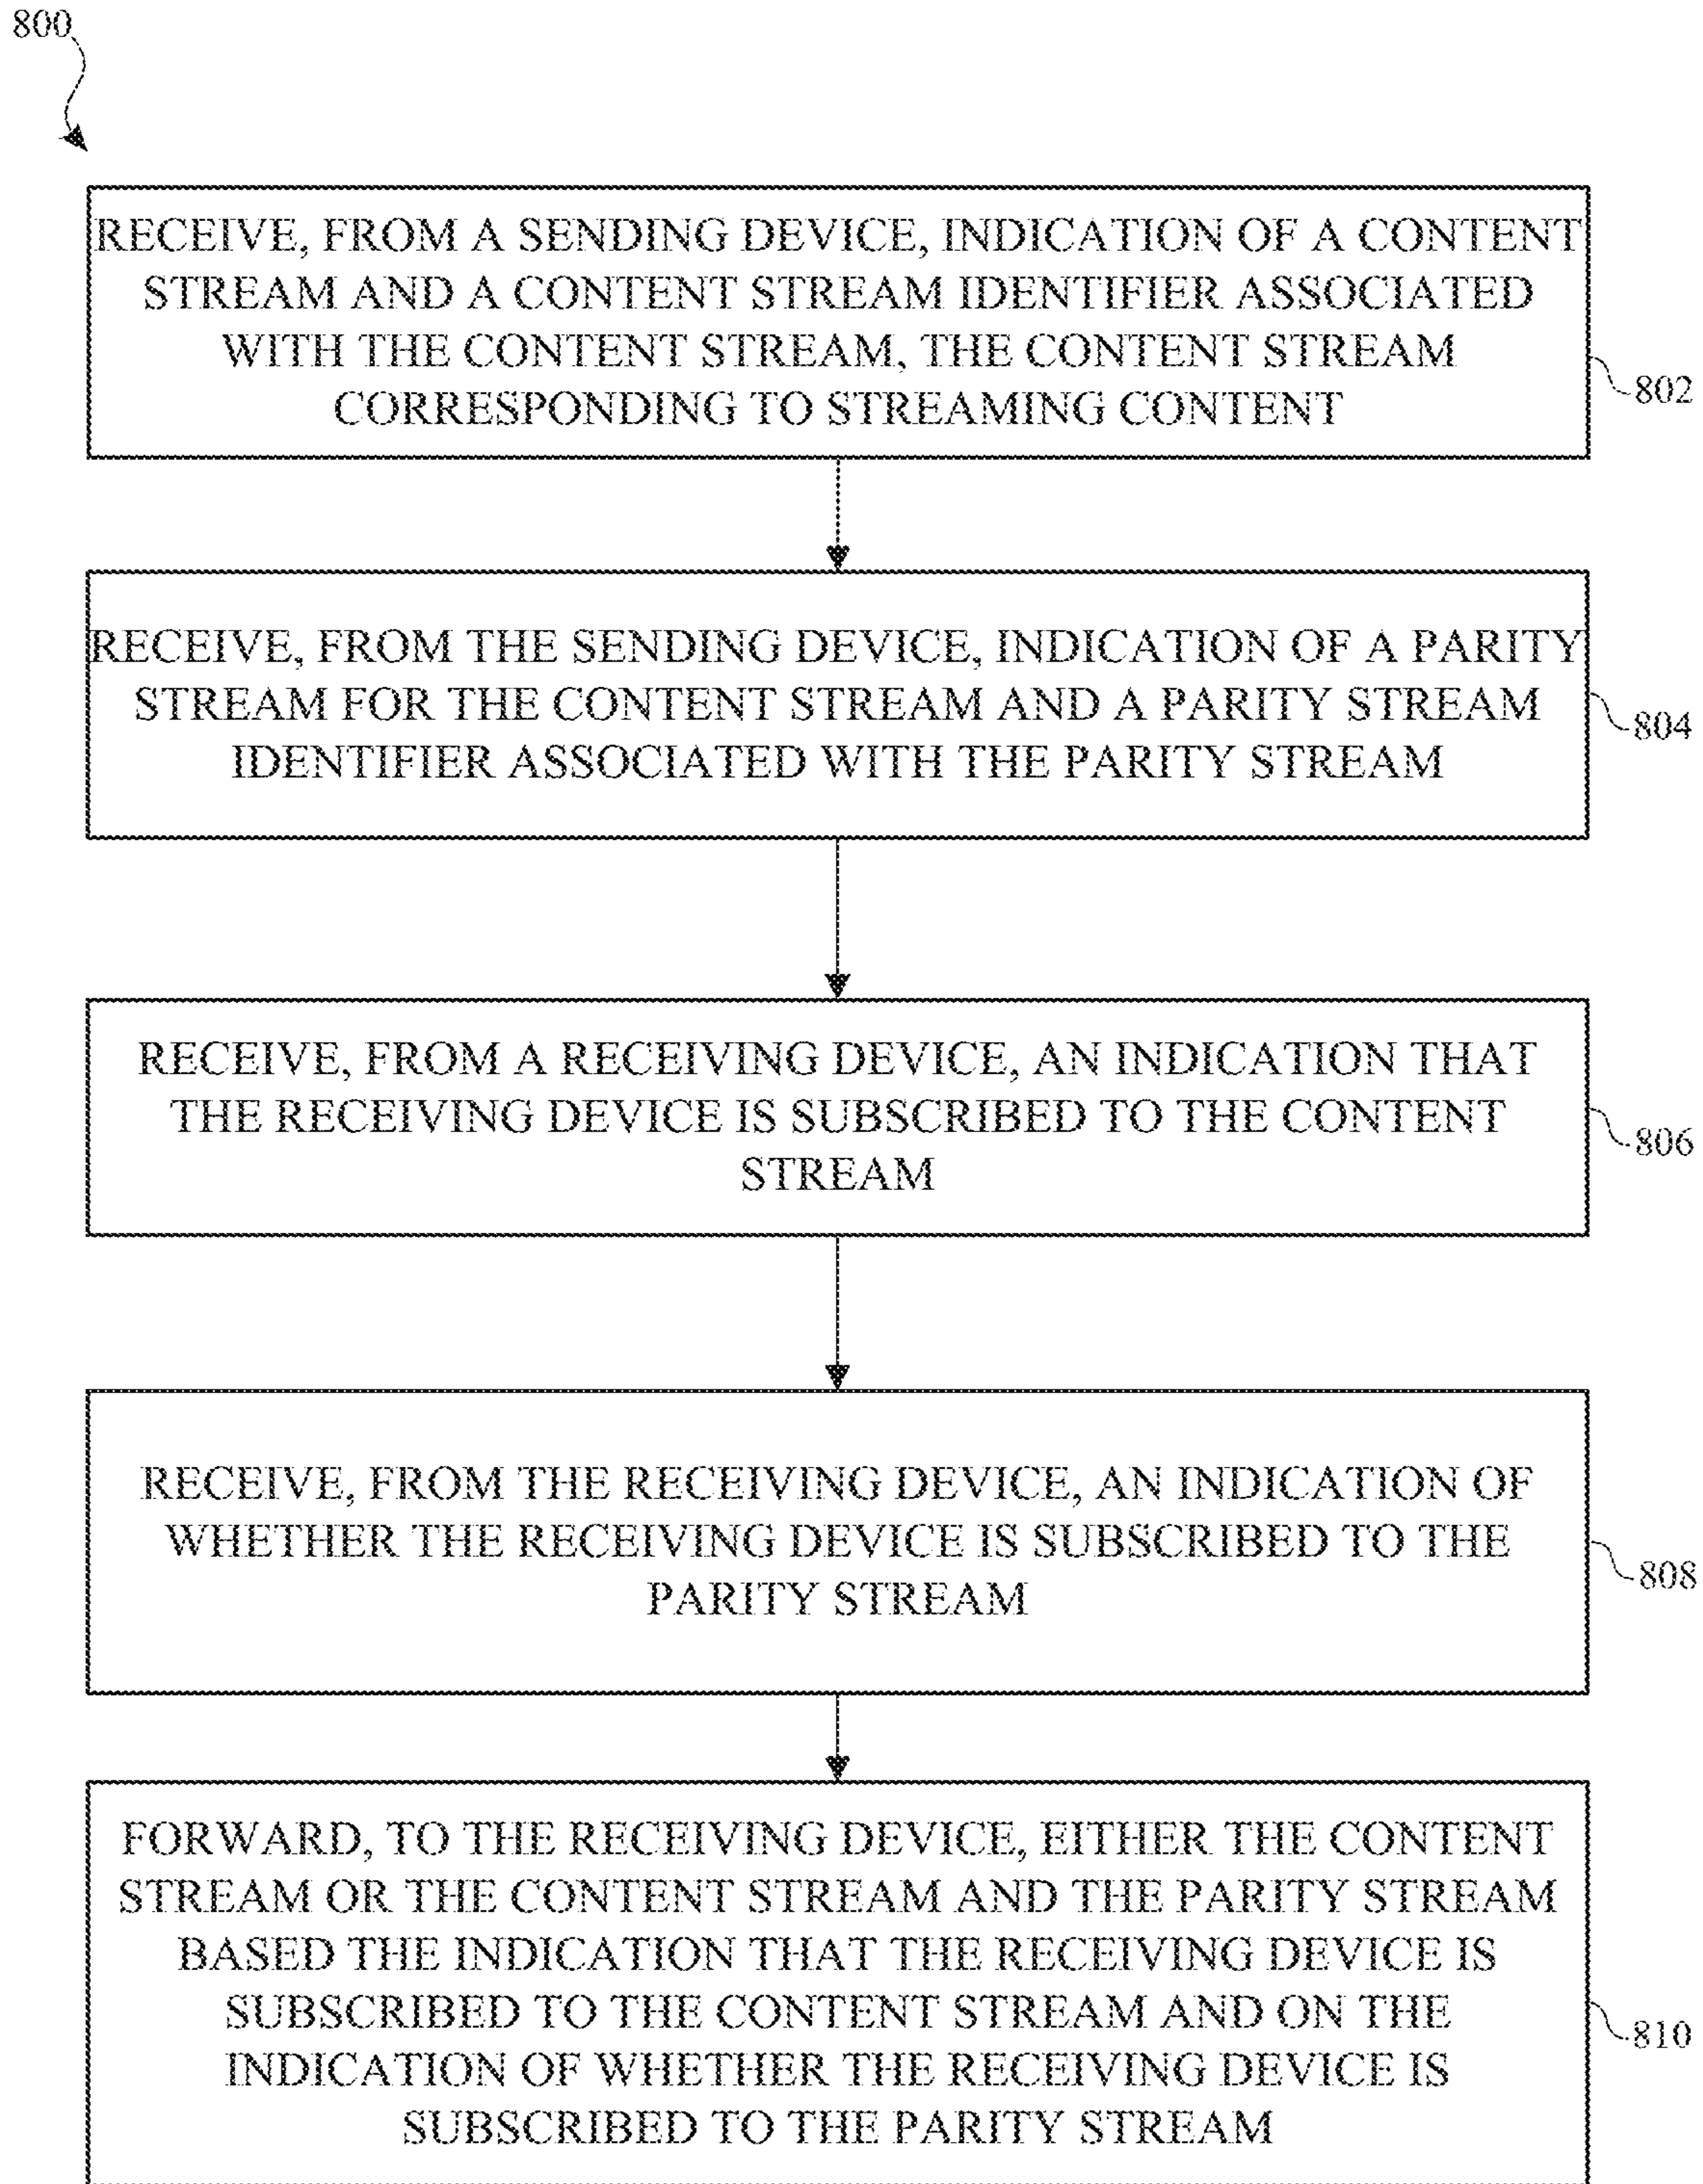 800
RECEIVE, FROM A SENDING DEVICE, INDICATION OF A CONTENT
STREAM AND A CONTENT STREAM IDENTIFIER ASSOCIATED
WITH THE CONTENT STREAM, THE CONTENT STREAM
CORRESPONDING TO STREAMING CONTENT
802
RECEIVE, FROM THE SENDING DEVICE, INDICATION OF A PARITY
STREAM FOR THE CONTENT STREAM AND A PARITY STREAM
IDENTIFIER ASSOCIATED WITH THE PARITY STREAM
804
RECEIVE, FROM A RECEIVING DEVICE, AN INDICATION THAT
THE RECEIVING DEVICE IS SUBSCRIBED TO THE CONTENT
STREAM
806
RECEIVE, FROM THE RECEIVING DEVICE, AN INDICATION OF
WHETHER THE RECEIVING DEVICE IS SUBSCRIBED TO THE
PARITY STREAM
808
FORWARD, TO THE RECEIVING DEVICE, EITHER THE CONTENT
STREAM OR THE CONTENT STREAM AND THE PARITY STREAM
BASED THE INDICATION THAT THE RECEIVING DEVICE IS
SUBSCRIBED TO THE CONTENT STREAM AND ON THE
INDICATION OF WHETHER THE RECEIVING DEVICE IS
SUBSCRIBED TO THE PARITY STREAM
810